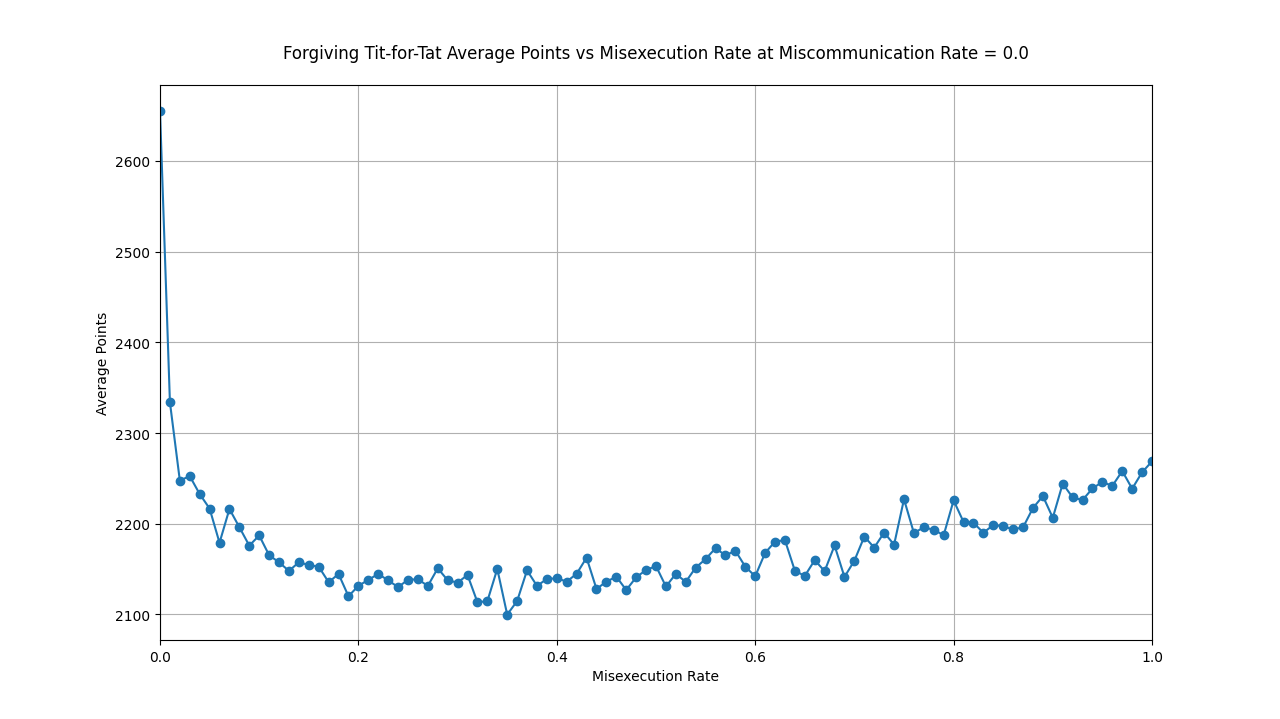 Forgiving Tit-for-Tat Average Points vs Misexecution Rate at Miscommunication Rate = 0.0
Average Points
2600
2500
2400
2300
2200
2100
0.0 0.2 0.4 0.6 0.8 1.0
Misexecution Rate